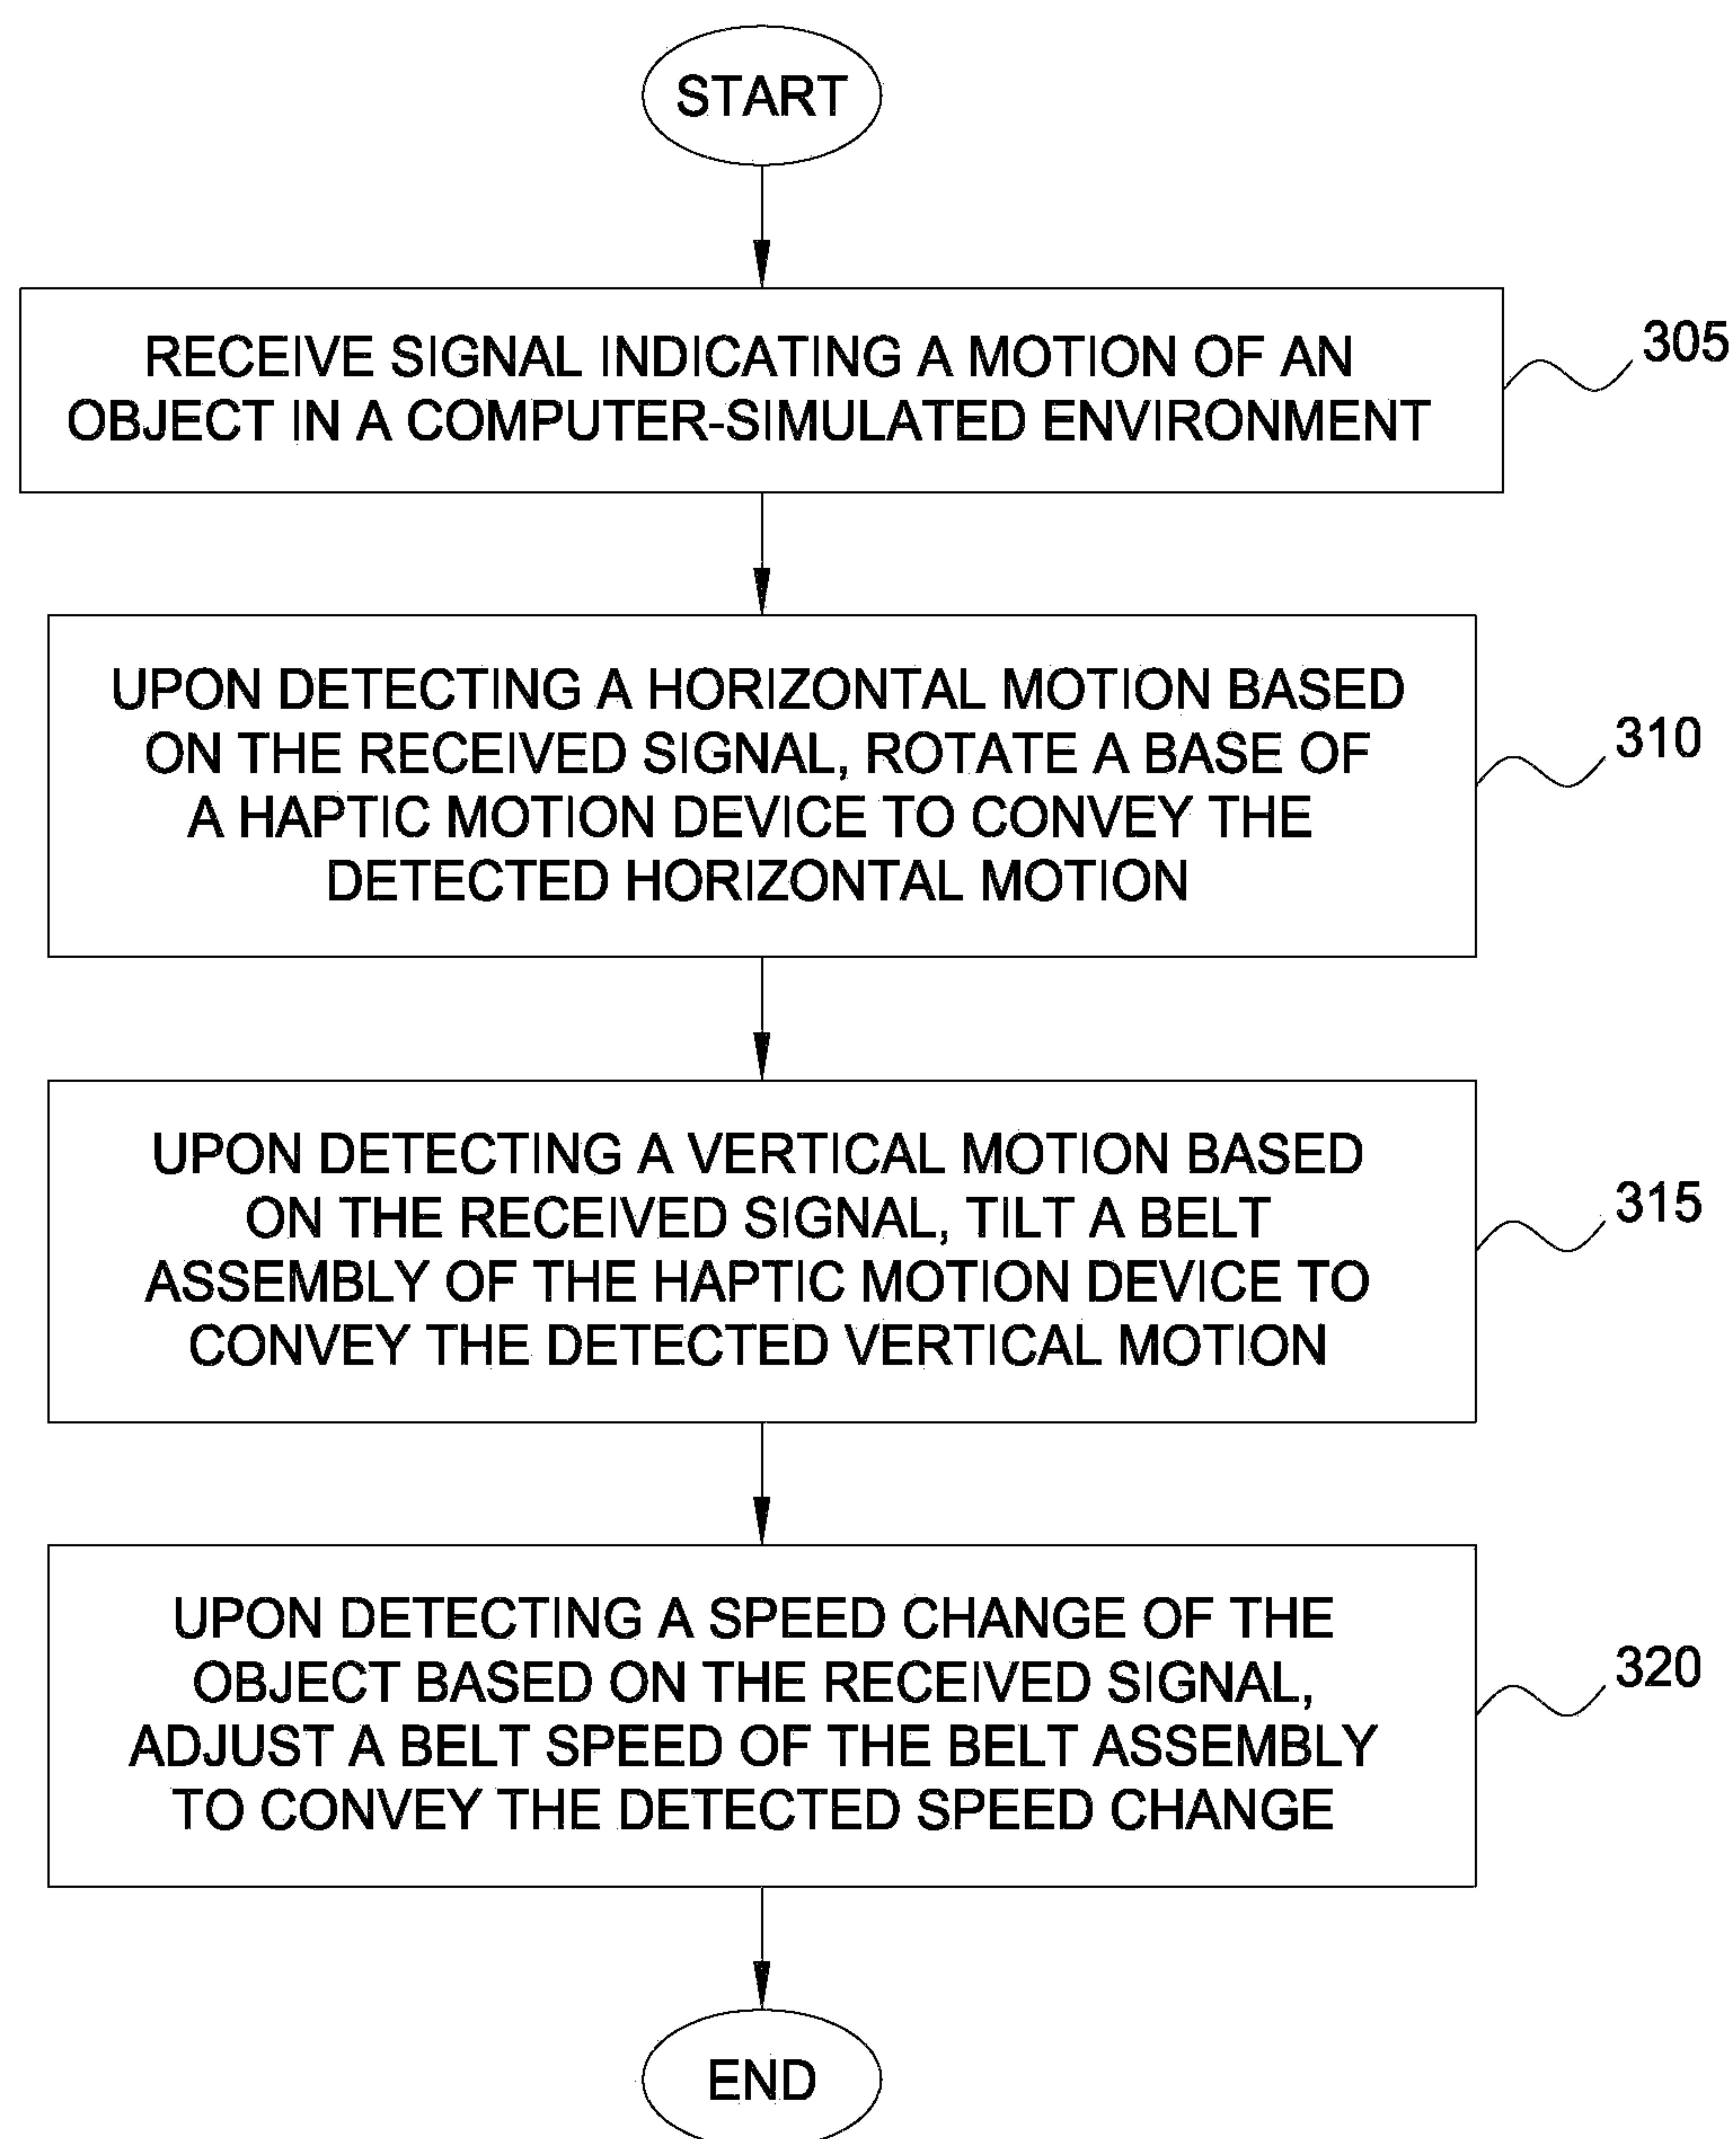 START
RECEIVE SIGNAL INDICATING A MOTION OF AN
OBJECT IN A COMPUTER-SIMULATED ENVIRONMENT
305
UPON DETECTING A HORIZONTAL MOTION BASED
ON THE RECEIVED SIGNAL, ROTATE A BASE OF
A HAPTIC MOTION DEVICE TO CONVEY THE
DETECTED HORIZONTAL MOTION
310
UPON DETECTING A VERTICAL MOTION BASED
ON THE RECEIVED SIGNAL, TILT A BELT
ASSEMBLY OF THE HAPTIC MOTION DEVICE TO
CONVEY THE DETECTED VERTICAL MOTION
315
UPON DETECTING A SPEED CHANGE OF THE
OBJECT BASED ON THE RECEIVED SIGNAL,
ADJUST A BELT SPEED OF THE BELT ASSEMBLY
TO CONVEY THE DETECTED SPEED CHANGE
320
END